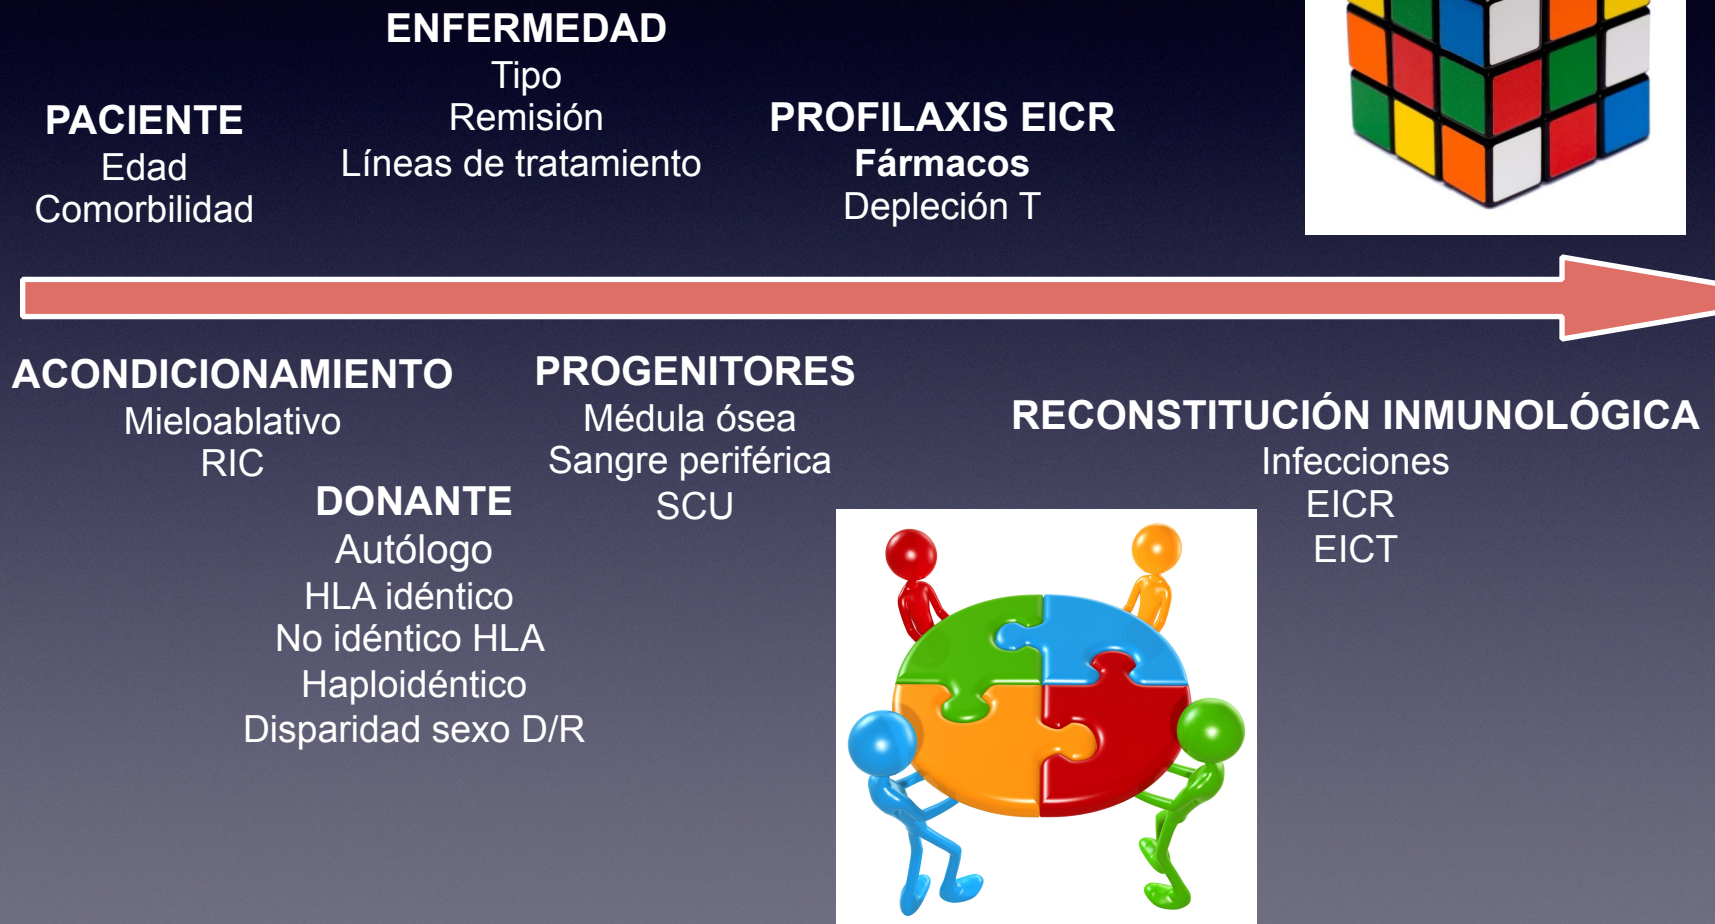 ENFERMEDAD
Tipo
Remisión
Líneas de tratamiento
PACIENTE
Edad
Comorbilidad
PROFILAXIS EICR
Fármacos
Depleción T
ACONDICIONAMIENTO
Mieloablativo
RIC
PROGENITORES
Médula ósea
Sangre periférica
SCU
DONANTE
Autólogo
HLA idéntico
No idéntico HLA
Haploidéntico
Disparidad sexo D/R
RECONSTITUCIÓN INMUNOLÓGICA
Infecciones
EICR
EICT